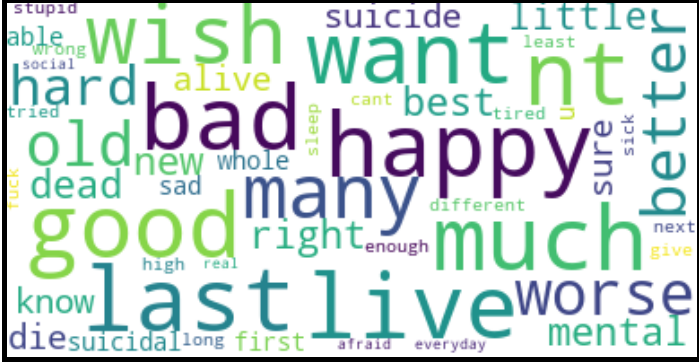 stupid suicide little
able wish want nt better
wrong least
social
hard alive
tried bad cant best tired u
happy
old sleep sure sick
new whole
dead sad many
fuck
good different
right much next
enough give
high real
last live worse
know
die suicidal long first afraid everyday mental